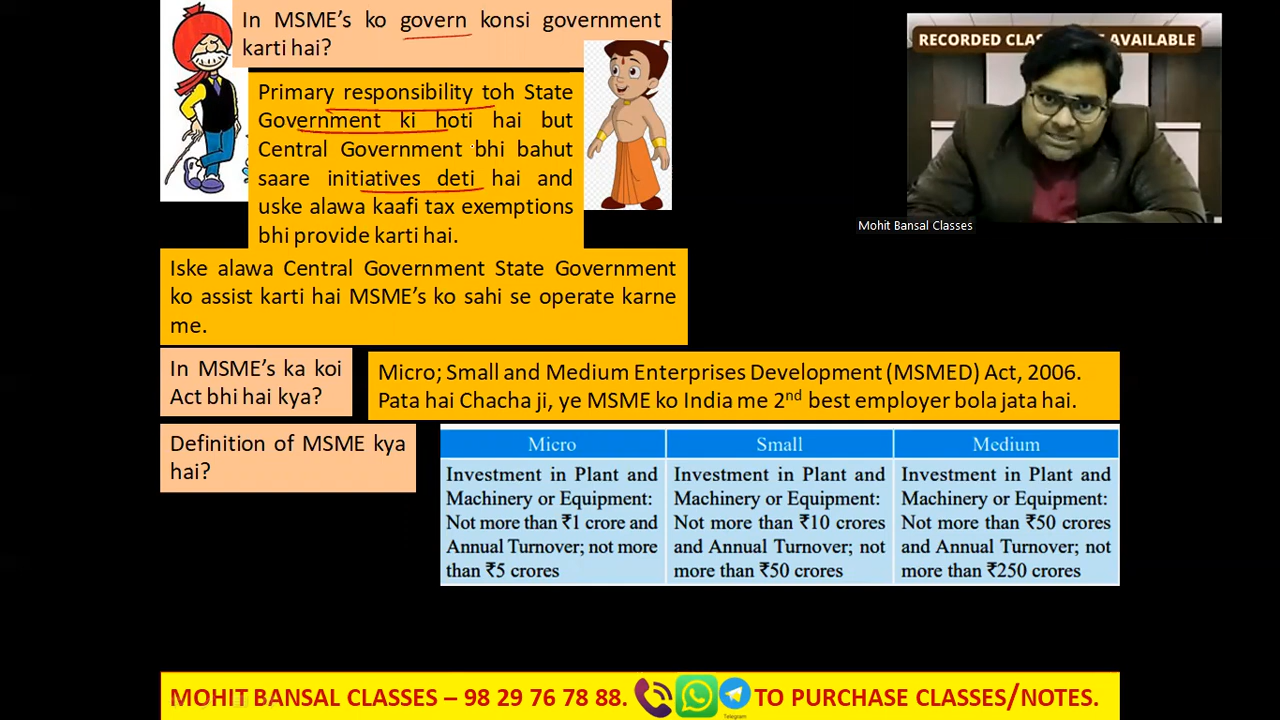 In MSME’s ko govern konsi government
karti hai?
Primary responsibility toh State
Government ki hoti hai but
Central Government bhi bahut
saare initiatives deti hai and
uske alawa kaafi tax exemptions
bhi provide karti hai.
RECORDED CLAS AVAILABLE
Mohit Bansal Classes
Iske alawa Central Government State Government
ko assist karti hai MSME’s ko sahi se operate karne
me.
In MSME’s ka koi
Act bhi hai kya?
Micro; Small and Medium Enterprises Development (MSMED) Act, 2006.
Pata hai Chacha ji, ye MSME ko India me 2nd best employer bola jata hai.
Definition of MSME kya
hai?
Micro
Investment in Plant and
Machinery or Equipment:
Not more than ₹1 crore and
Annual Turnover; not more
than ₹5 crores
Small
Investment in Plant and
Machinery or Equipment:
Not more than ₹10 crores
and Annual Turnover; not
more than ₹50 crores
Medium
Investment in Plant and
Machinery or Equipment:
Not more than ₹50 crores
and Annual Turnover; not
more than ₹250 crores
MOHIT BANSAL CLASSES – 98 29 76 78 88. TO PURCHASE CLASSES/NOTES.
Telegram